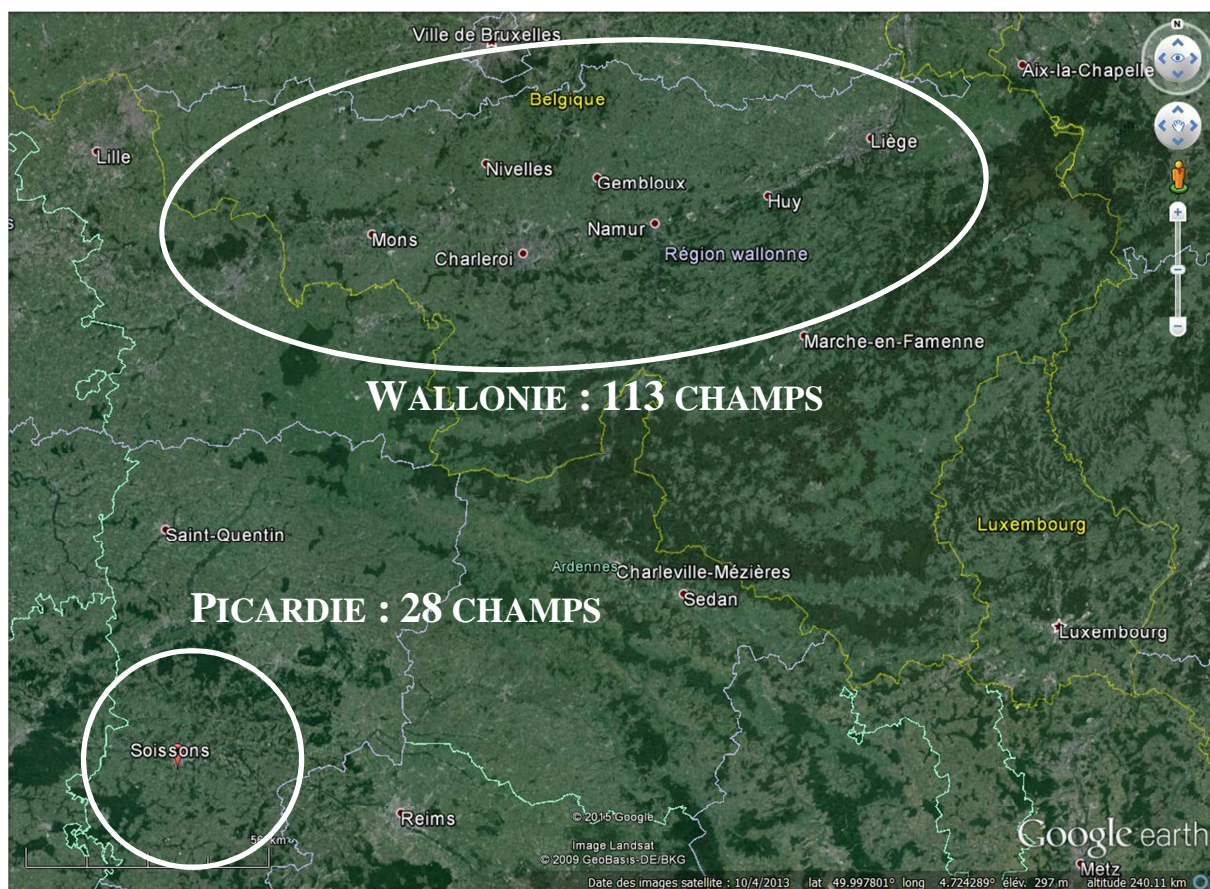 Ville de Bruxelles
N
Aix-la-Chapelle
Belgique
Lille
Liège
Nivelles
Gembloux
Huy
s
Namur
Mons
Charleroi
Région wallonne
Marche-en-Famenne
WALLONIE : 113 CHAMPS
Saint-Quentin
Luxembourg
Ardennes
Charleville-Mézières
Sedan
PICARDIE : 28 CHAMPS
Luxembourg
Soissons
Reims
© 2015 Google
km
Image Landsat
© 2009 GeoBasis-DE/BKG
Google earth
Metz
Date des images satellite : 10/4/2013 lat 49.997801° long 4.724289° élév. 297 m altitude 240.11 km